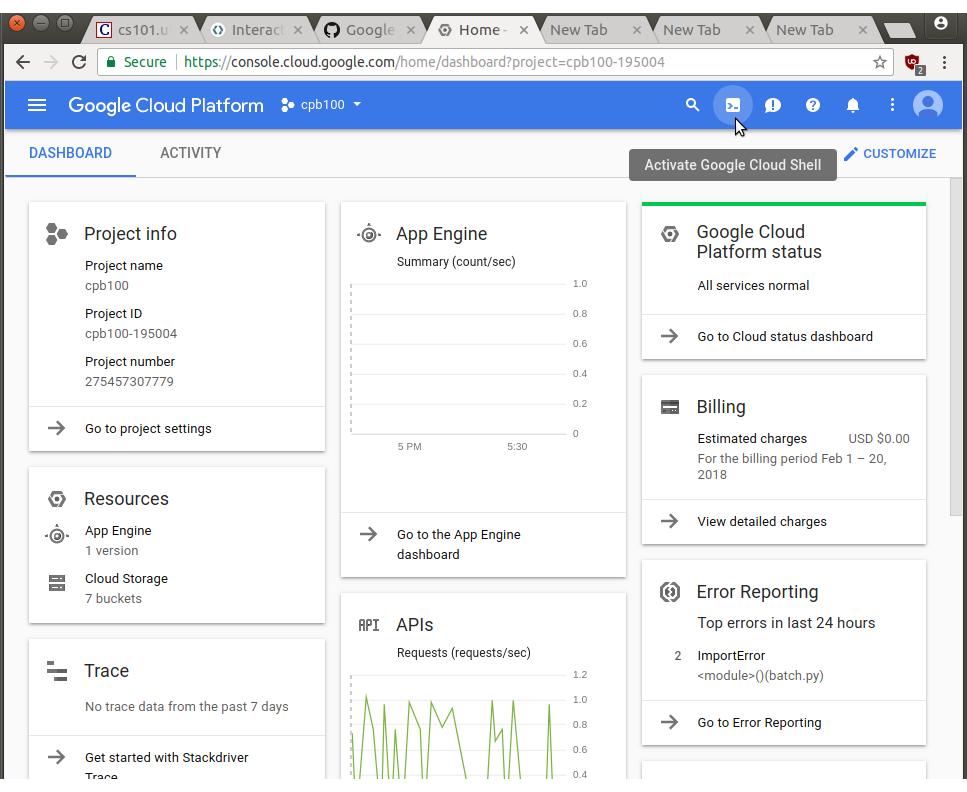 cs101.u
Interact
Google
Home -
New Tab
New Tab
New Tab
Secure
https://console.cloud.google.com/home/dashboard?project=cpb100-195004
2
Google Cloud Platform
cpb100
DASHBOARD
ACTIVITY
Activate Google Cloud Shell
CUSTOMIZE
Project info
Project name
cpb100
Project ID
cpb100-195004
Project number
275457307779
Go to project settings
Resources
App Engine
1 version
Cloud Storage
7 buckets
Trace
No trace data from the past 7 days
Get started with Stackdriver
Trace
App Engine
Summary (count/sec)
1.0
0.8
0.6
0.4
0.2
0
5 PM
5:30
Go to the App Engine
dashboard
API
APIs
Requests (requests/sec)
1.2
1.0
0.8
0.6
0.4
Google Cloud
Platform status
All services normal
Go to Cloud status dashboard
Billing
Estimated charges
USD $0.00
For the billing period Feb 1 – 20,
2018
View detailed charges
Error Reporting
Top errors in last 24 hours
2
ImportError
<module>()(batch.py)
Go to Error Reporting